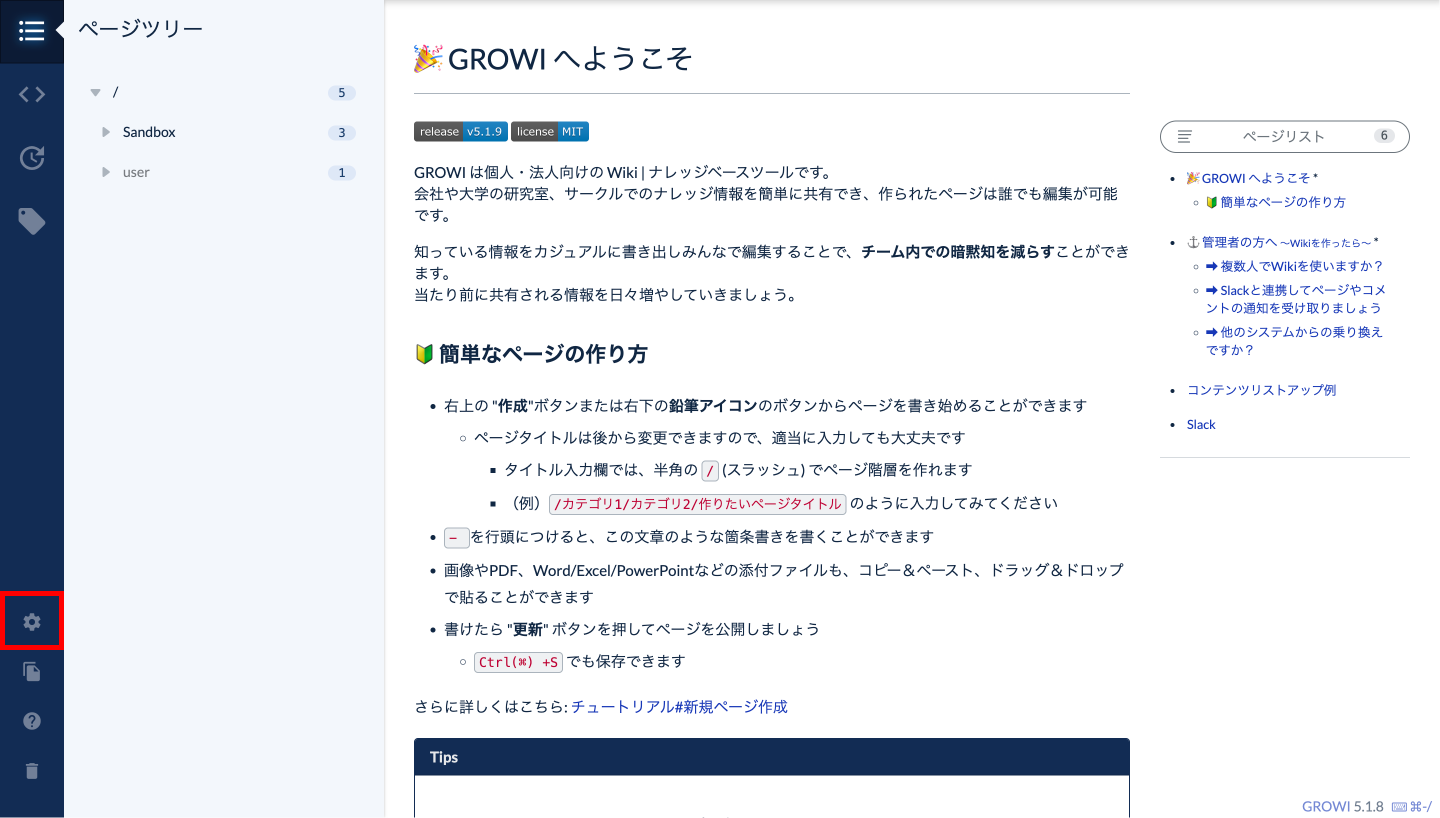 ページツリー
/ 5
Sandbox 3
user 1
🎉GROWI へようこそ
release v5.1.9 license MIT
GROWI は個人・法人向けの Wiki | ナレッジベースツールです。
会社や大学の研究室、サークルでのナレッジ情報を簡単に共有でき、作られたページは誰でも編集が可能
です。
知っている情報をカジュアルに書き出しみんなで編集することで、チーム内での暗黙知を減らすことができ
ます。
当たり前に共有される情報を日々増やしていきましょう。
🔰 簡単なページの作り方
• 右上の "作成"ボタンまたは右下の鉛筆アイコンのボタンからページを書き始めることができます
◦ ページタイトルは後から変更できますので、適当に入力しても大丈夫です
▪ タイトル入力欄では、半角の / (スラッシュ) でページ階層を作れます
▪ （例）/カテゴリ1/カテゴリ2/作りたいページタイトル のように入力してみてください
• - を行頭につけると、この文章のような箇条書きを書くことができます
• 画像やPDF、Word/Excel/PowerPointなどの添付ファイルも、コピー＆ペースト、ドラッグ＆ドロップ
で貼ることができます
• 書けたら "更新" ボタンを押してページを公開しましょう
◦ Ctrl(⌘) +S でも保存できます
さらに詳しくはこちら: チュートリアル#新規ページ作成
Tips
ページリスト 6
• 🎉GROWI へようこそ *
◦ 🔰 簡単なページの作り方
• ⚓管理者の方へ 〜Wikiを作ったら〜 *
◦ ➡ 複数人でWikiを使いますか？
◦ ➡ Slackと連携してページやコメ
ントの通知を受け取りましょう
◦ ➡ 他のシステムからの乗り換え
ですか？
• コンテンツリストアップ例
• Slack
GROWI 5.1.8 ⌘-/